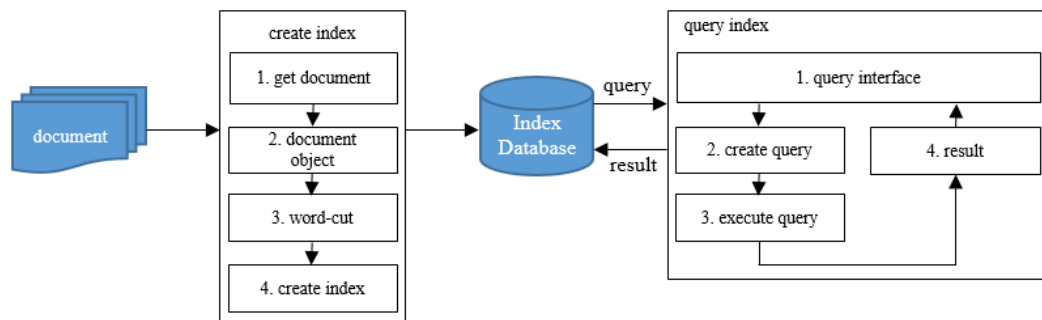 document
create index
1. get document
2. document
object
3. word-cut
4. create index
Index
Database
query
result
query index
1. query interface
2. create query
3. execute query
4. result